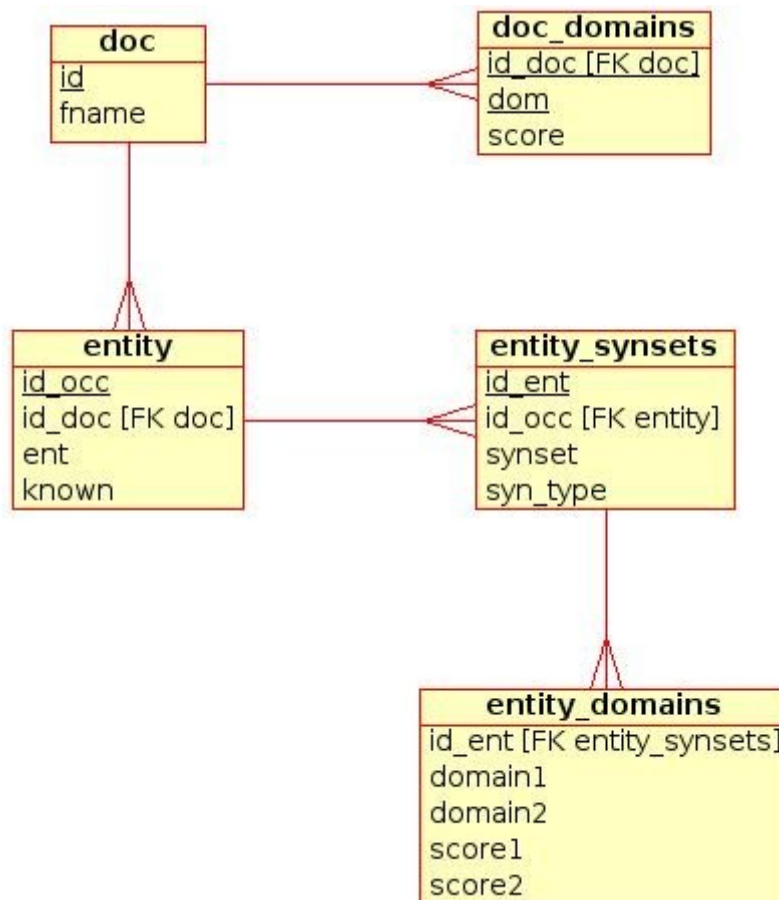 doc
id
fname
doc_domains
id_doc [FK doc]
dom
score
entity
id_occ
id_doc [FK doc]
ent
known
entity_synsets
id_ent
id_occ [FK entity]
synset
syn_type
entity_domains
id_ent [FK entity_synsets]
domain1
domain2
score1
score2